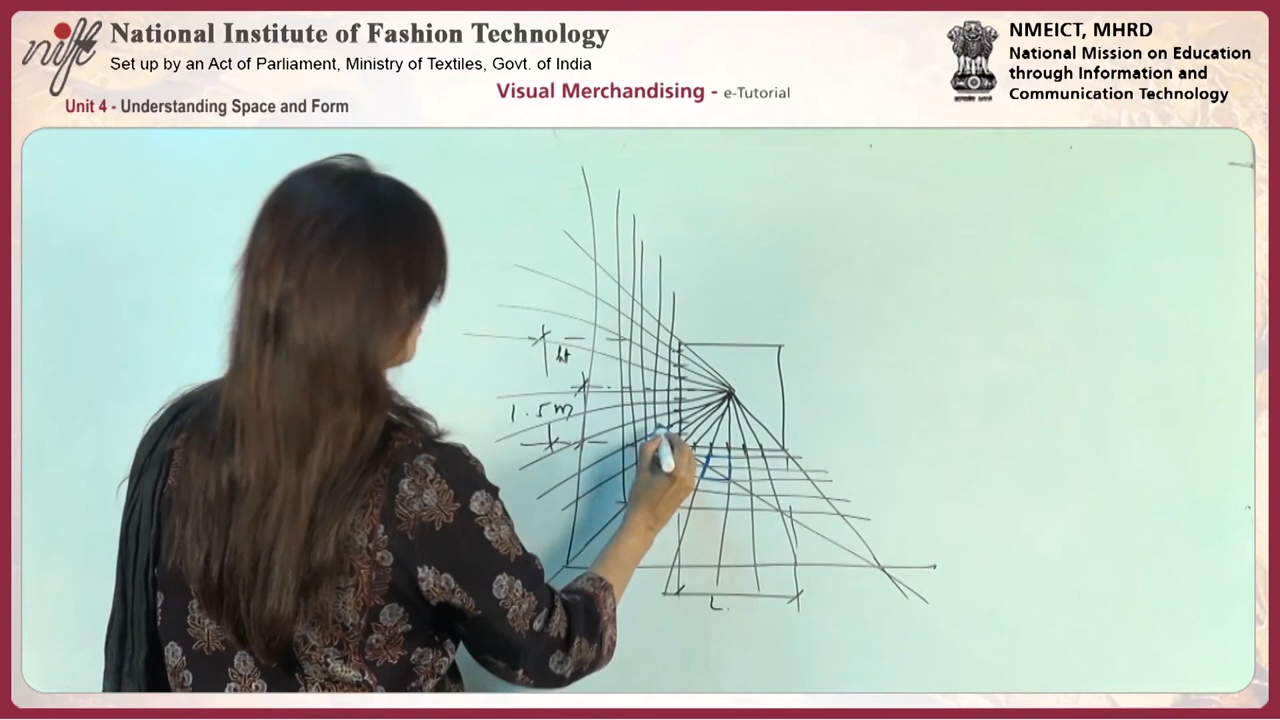 nift
National Institute of Fashion Technology
Set up by an Act of Parliament, Ministry of Textiles, Govt. of India
Unit 4 - Understanding Space and Form
Visual Merchandising - e-Tutorial
NMEICT, MHRD
National Mission on Education
through Information and
Communication Technology
ht
1.5m
L.